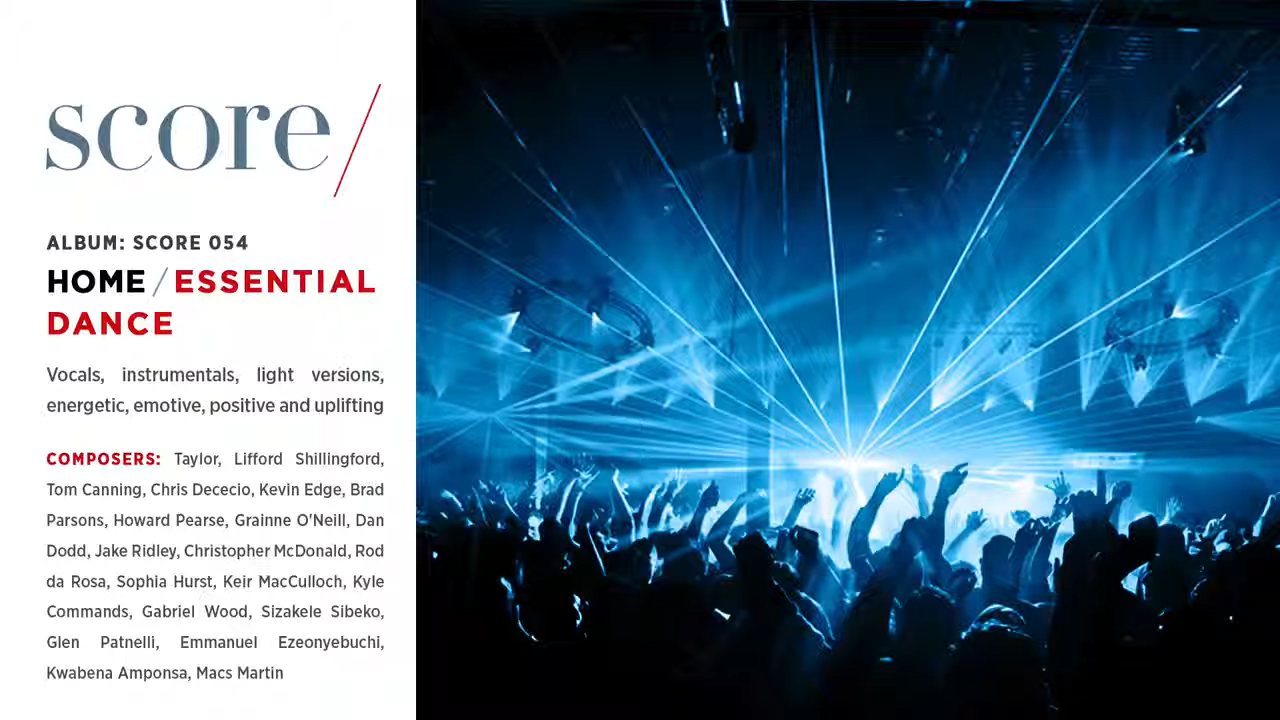 score/
ALBUM: SCORE 054
HOME/ESSENTIAL
DANCE
Vocals, instrumentals, light versions,
energetic, emotive, positive and uplifting
COMPOSERS: Taylor, Lifford Shillingford,
Tom Canning, Chris Dececio, Kevin Edge, Brad
Parsons, Howard Pearse, Grainne O'Neill, Dan
Dodd, Jake Ridley, Christopher McDonald, Rod
da Rosa, Sophia Hurst, Keir MacCulloch, Kyle
Commands, Gabriel Wood, Sizakele Sibeko,
Glen Patnelli, Emmanuel Ezeonyebuchi,
Kwabena Amponsa, Macs Martin